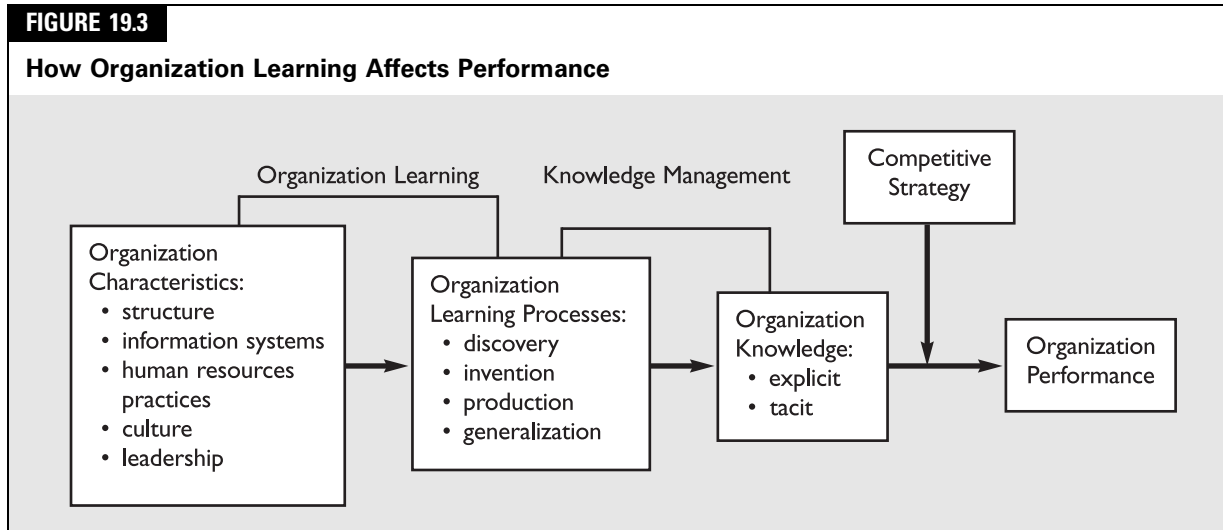 FIGURE 19.3
How Organization Learning Affects Performance
Organization Learning
Knowledge Management
Competitive
Strategy
Organization
Characteristics:
• structure
• information systems
• human resources
practices
• culture
• leadership
Organization
Learning Processes:
• discovery
• invention
• production
• generalization
Organization
Knowledge:
• explicit
• tacit
Organization
Performance